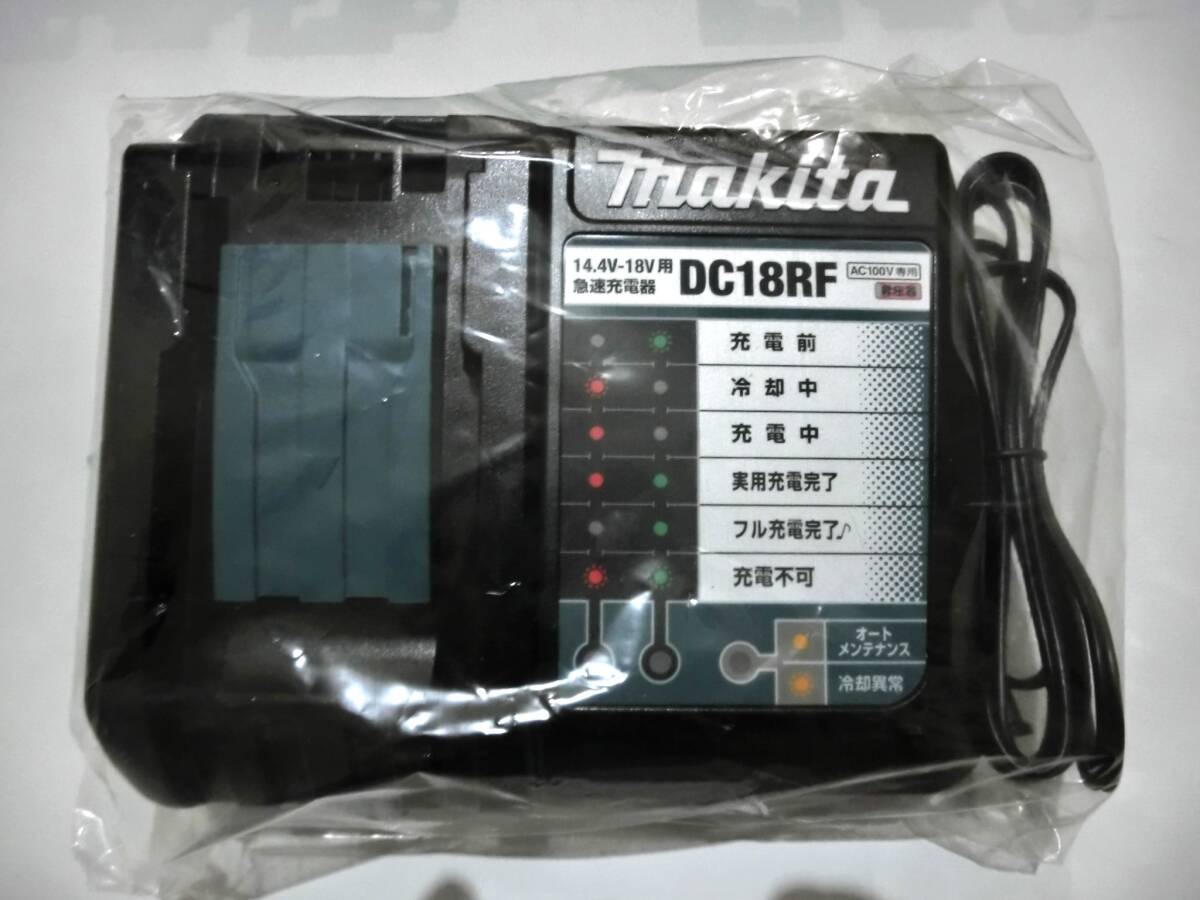 makita
14.4V-18V用
急速充電器
DC18RF
AC100V専用
充電前
冷却中
充電中
実用充電完了
フル充電完了♪
充電不可
オート
メンテナンス
冷却異常